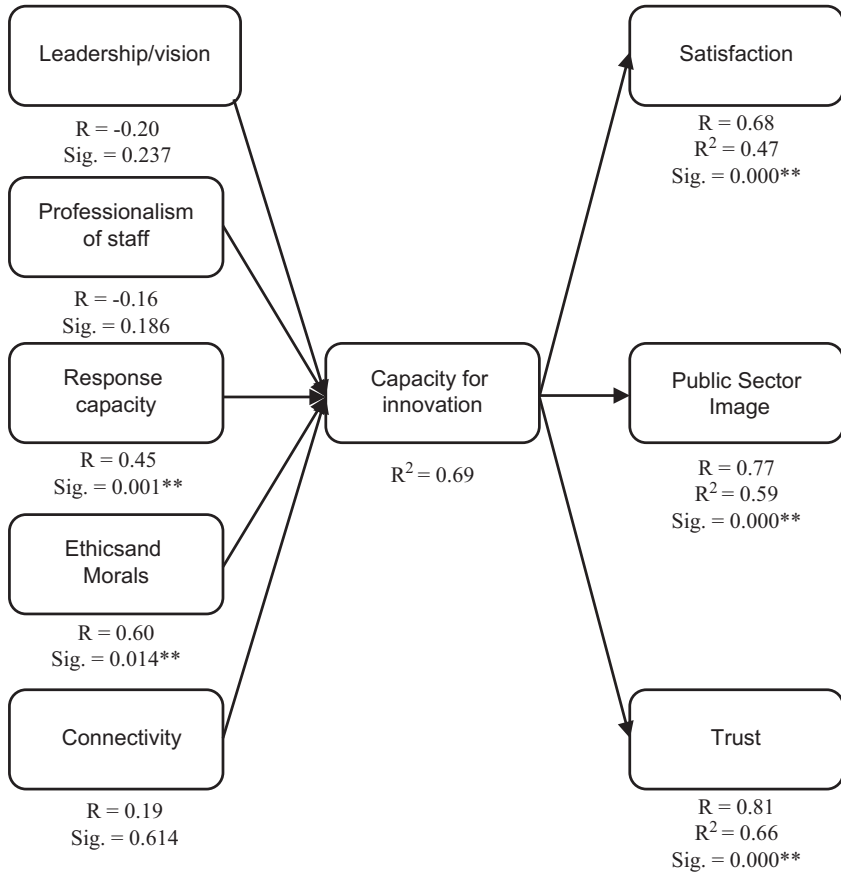 Leadership/vision
R = -0.20
Sig. = 0.237
Professionalism
of staff
R = -0.16
Sig. = 0.186
Response
capacity
R = 0.45
Sig. = 0.001**
Ethicsand
Morals
R = 0.60
Sig. = 0.014**
Connectivity
R = 0.19
Sig. = 0.614
Capacity for
innovation
R² = 0.69
Satisfaction
R = 0.68
R² = 0.47
Sig. = 0.000**
Public Sector
Image
R = 0.77
R² = 0.59
Sig. = 0.000**
Trust
R = 0.81
R² = 0.66
Sig. = 0.000**